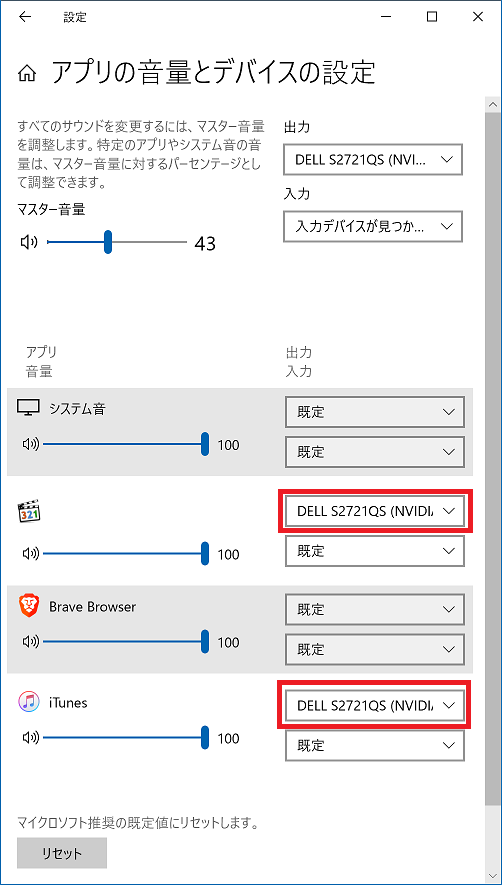 設定
アプリの音量とデバイスの設定
すべてのサウンドを変更するには、マスター音量
を調整します。特定のアプリやシステム音の音
量は、マスター音量に対するパーセンテージとし
て調整できます。
マスター音量
43
出力
DELL S2721QS (NVI...
入力
入力デバイスが見つか...
アプリ
音量
出力
入力
システム音
既定
100
既定
321
DELL S2721QS (NVIDIA
100
既定
Brave Browser
既定
100
既定
iTunes
DELL S2721QS (NVIDIA
100
既定
マイクロソフト推奨の既定値にリセットします。
リセット